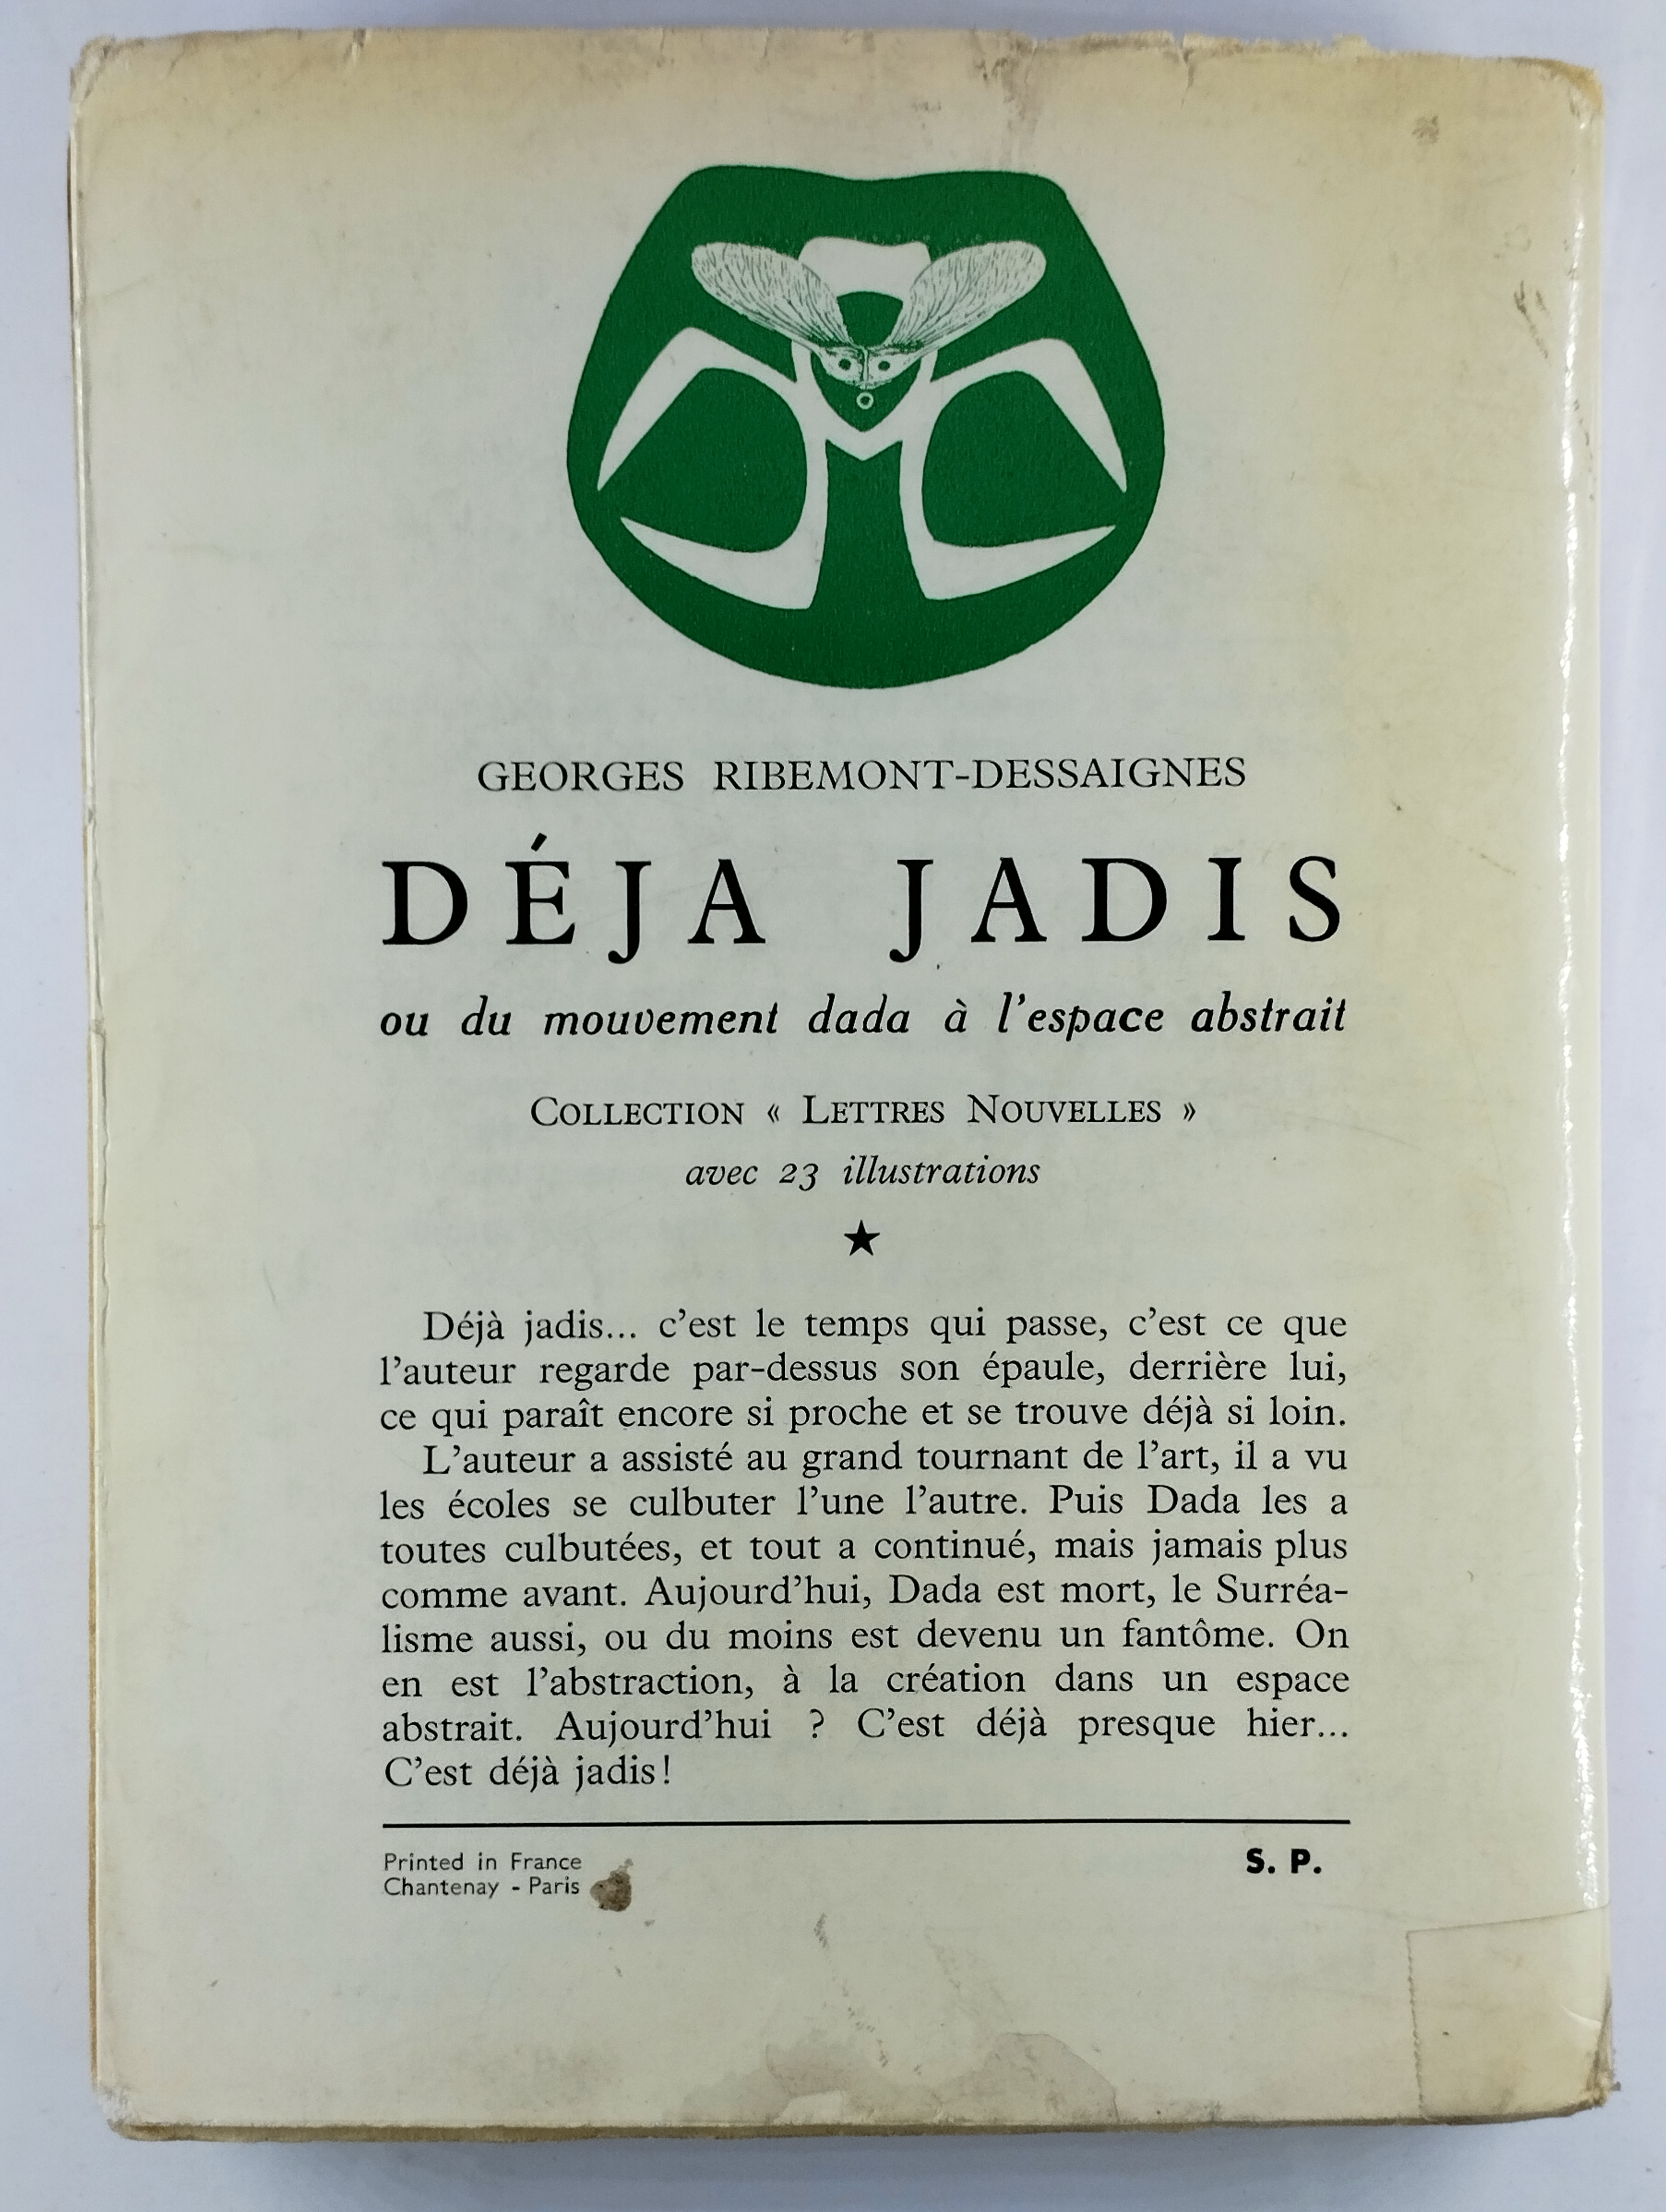 GEORGES RIBEMONT-DESSAIGNES
DÉJA JADIS
ou du mouvement dada à l'espace abstrait
COLLECTION « LETTRES NOUVELLES »
avec 23 illustrations
★
Déjà jadis... c'est le temps qui passe, c'est ce que
l'auteur regarde par-dessus son épaule, derrière lui,
ce qui paraît encore si proche et se trouve déjà si loin.
L'auteur a assisté au grand tournant de l'art, il a vu
les écoles se culbuter l'une l'autre. Puis Dada les a
toutes culbutées, et tout a continué, mais jamais plus
comme avant. Aujourd'hui, Dada est mort, le Surréa-
lisme aussi, ou du moins est devenu un fantôme. On
en est l'abstraction, à la création dans un espace
abstrait. Aujourd'hui ? C'est déjà presque hier...
C'est déjà jadis!
Printed in France
Chantenay - Paris
S. P.